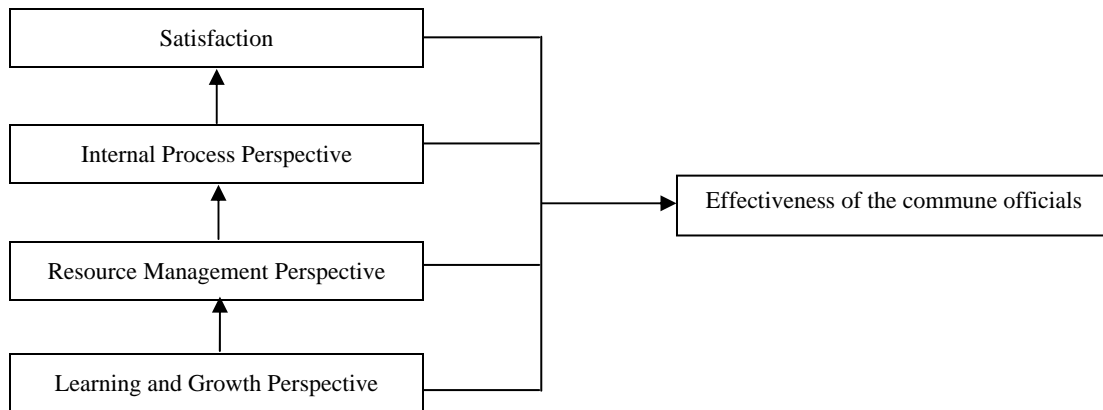 Satisfaction
Internal Process Perspective
Effectiveness of the commune officials
Resource Management Perspective
Learning and Growth Perspective